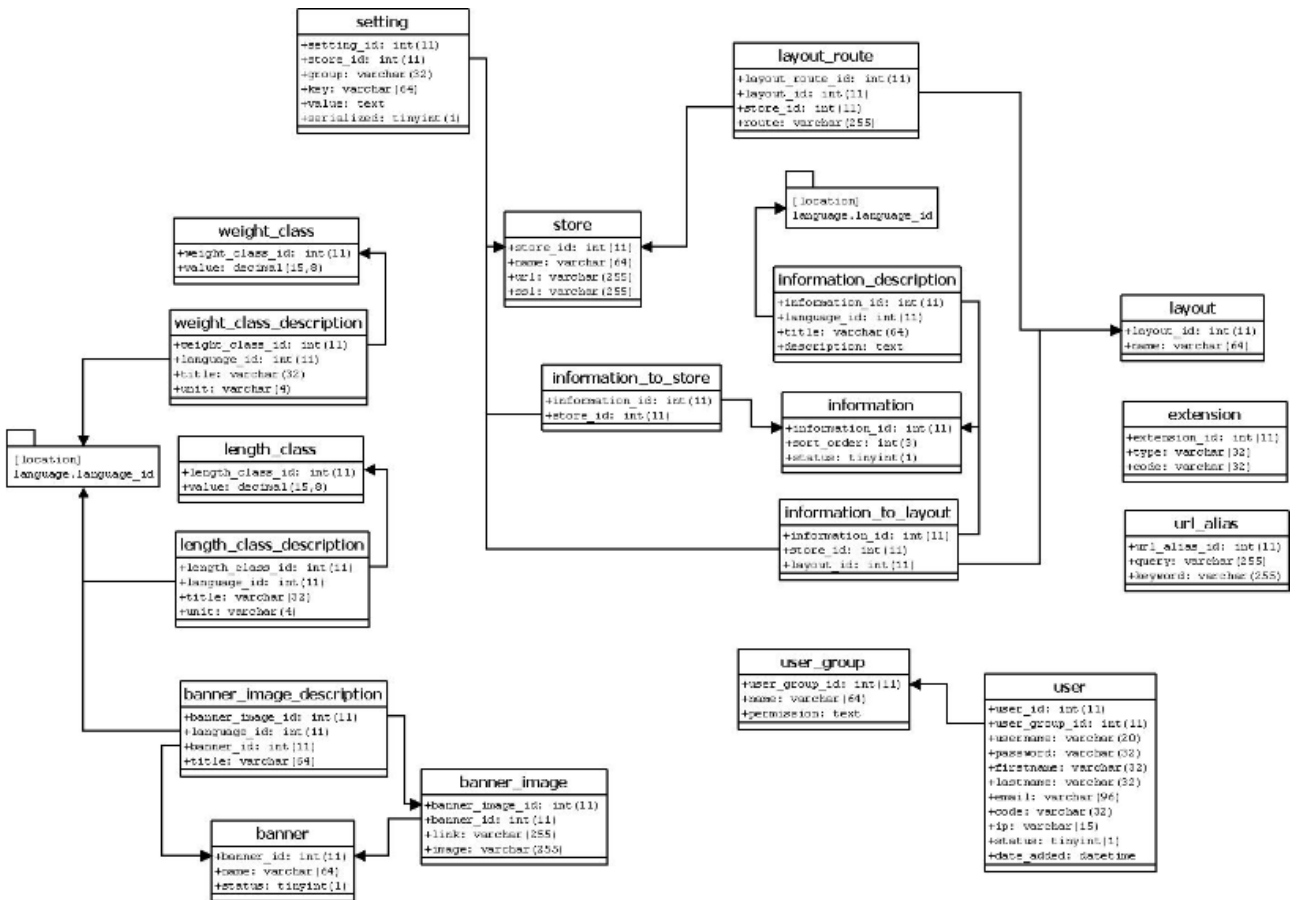 setting
+setting_id: int(11)
+store_id: int(11)
+group: varchar(32)
+key: varchar(64)
+value: text
+serialized: tinyint(1)
layout_route
+layout_route_id: int(11)
+layout_id: int(11)
+store_id: int(11)
+route: varchar(255)
[location]
language.language_id
store
+store_id: int(11)
+name: varchar(64)
+url: varchar(255)
+ssl: varchar(255)
weight_class
+weight_class_id: int(11)
+value: decimal(15,8)
information_description
+information_id: int(11)
+language_id: int(11)
+title: varchar(64)
+description: text
layout
+layout_id: int(11)
+name: varchar(64)
weight_class_description
+weight_class_id: int(11)
+language_id: int(11)
+title: varchar(32)
+unit: varchar(4)
information_to_store
+information_id: int(11)
+store_id: int(11)
information
+information_id: int(11)
+sort_order: int(3)
+status: tinyint(1)
extension
+extension_id: int(11)
+type: varchar(32)
+code: varchar(32)
[location]
language.language_id
length_class
+length_class_id: int(11)
+value: decimal(15,8)
information_to_layout
+information_id: int(11)
+store_id: int(11)
+layout_id: int(11)
url_alias
+url_alias_id: int(11)
+query: varchar(255)
+keyword: varchar(255)
length_class_description
+length_class_id: int(11)
+language_id: int(11)
+title: varchar(32)
+unit: varchar(4)
user_group
+user_group_id: int(11)
+name: varchar(64)
+permission: text
user
+user_id: int(11)
+user_group_id: int(11)
+username: varchar(20)
+password: varchar(32)
+firstname: varchar(32)
+lastname: varchar(32)
+email: varchar(96)
+code: varchar(32)
+ip: varchar(15)
+status: tinyint(1)
+date_added: datetime
banner_image_description
+banner_image_id: int(11)
+language_id: int(11)
+banner_id: int(11)
+title: varchar(64)
banner_image
+banner_image_id: int(11)
+banner_id: int(11)
+link: varchar(255)
+image: varchar(255)
banner
+banner_id: int(11)
+name: varchar(64)
+status: tinyint(1)